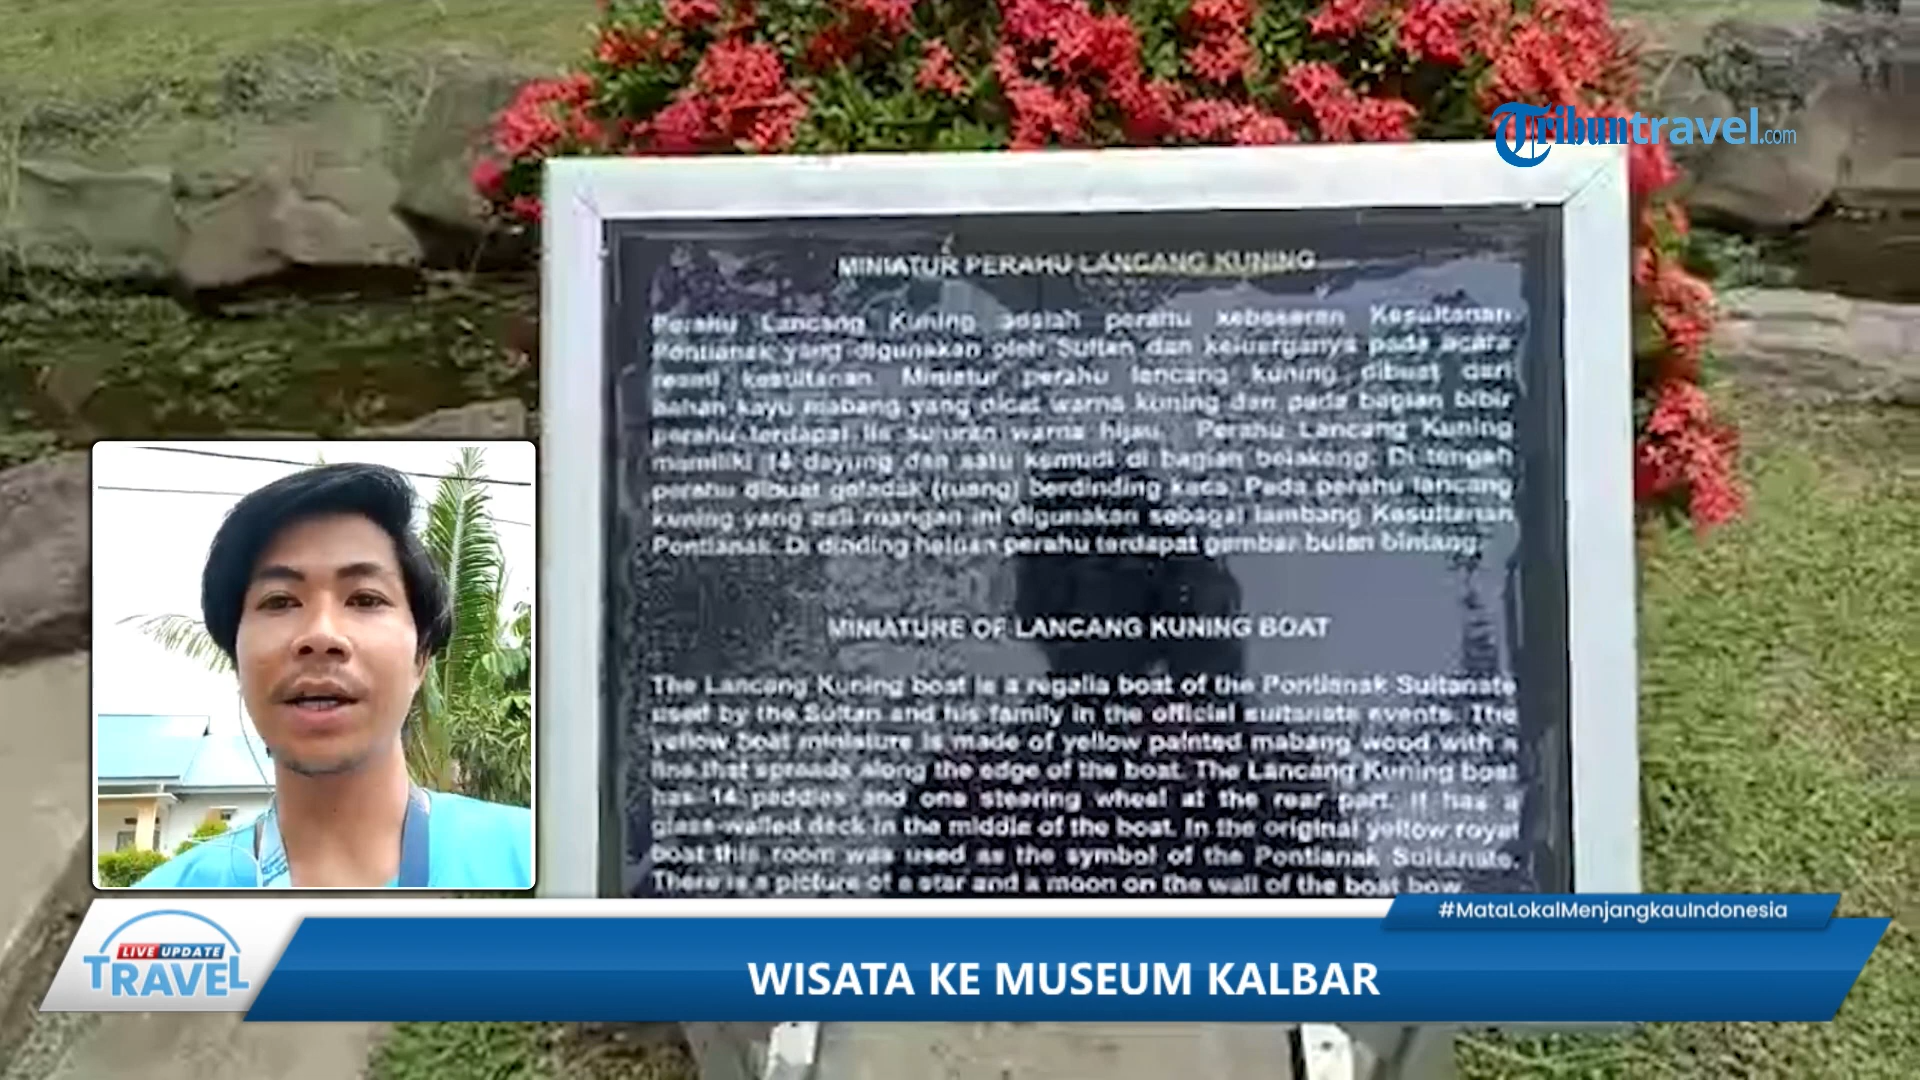 Tribuntravel.com
MINIATUR PERAHU LANCANG KUNING
Perahu Lancang Kuning adalah perahu kebesaran Kesultanan
Pontianak yang digunakan oleh Sultan dan keluarganya pada acara
resmi kesultanan. Miniatur perahu lancang kuning dibuat dari
bahan kayu mabang yang dicat warna kuning dan pada bagian bibir
perahu terdapat lis suluran warna hijau. Perahu Lancang Kuning
memiliki 14 dayung dan satu kemudi di bagian belakang. Di tengah
perahu dibuat geladak (ruang) berdinding kaca. Pada perahu lancang
kuning yang asli ruangan ini digunakan sebagai lambang Kesultanan
Pontianak. Di dinding haluan perahu terdapat gambar bulan bintang.
MINIATURE OF LANCANG KUNING BOAT
The Lancang Kuning boat is a regalia boat of the Pontianak Sultanate
used by the Sultan and his family in the official sultanate events. The
yellow boat miniature is made of yellow painted mabang wood with a
line that spreads along the edge of the boat. The Lancang Kuning boat
has 14 paddles and one steering wheel at the rear part. It has a
glass-walled deck in the middle of the boat. In the original yellow royal
boat this room was used as the symbol of the Pontianak Sultanate.
There is a picture of a star and a moon on the wall of the boat bow.
#MataLokalMenjangkauIndonesia
LIVE UPDATE
TRAVEL
WISATA KE MUSEUM KALBAR